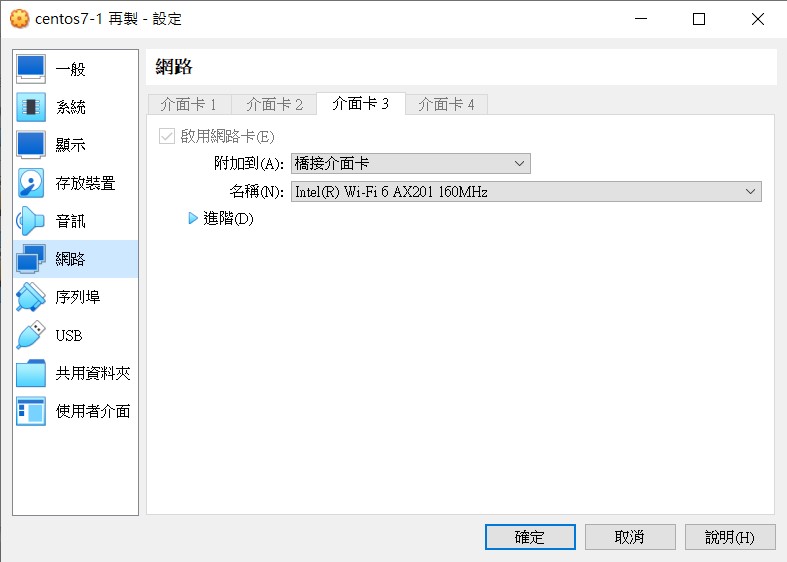 centos7-1 再製 - 設定
一般
系統
顯示
存放裝置
音訊
網路
序列埠
USB
共用資料夾
使用者介面
網路
介面卡 1 介面卡 2 介面卡 3 介面卡 4
啟用網路卡(E)
附加到(A): 橋接介面卡
名稱(N): Intel(R) Wi-Fi 6 AX201 160MHz
進階(D)
確定 取消 說明(H)